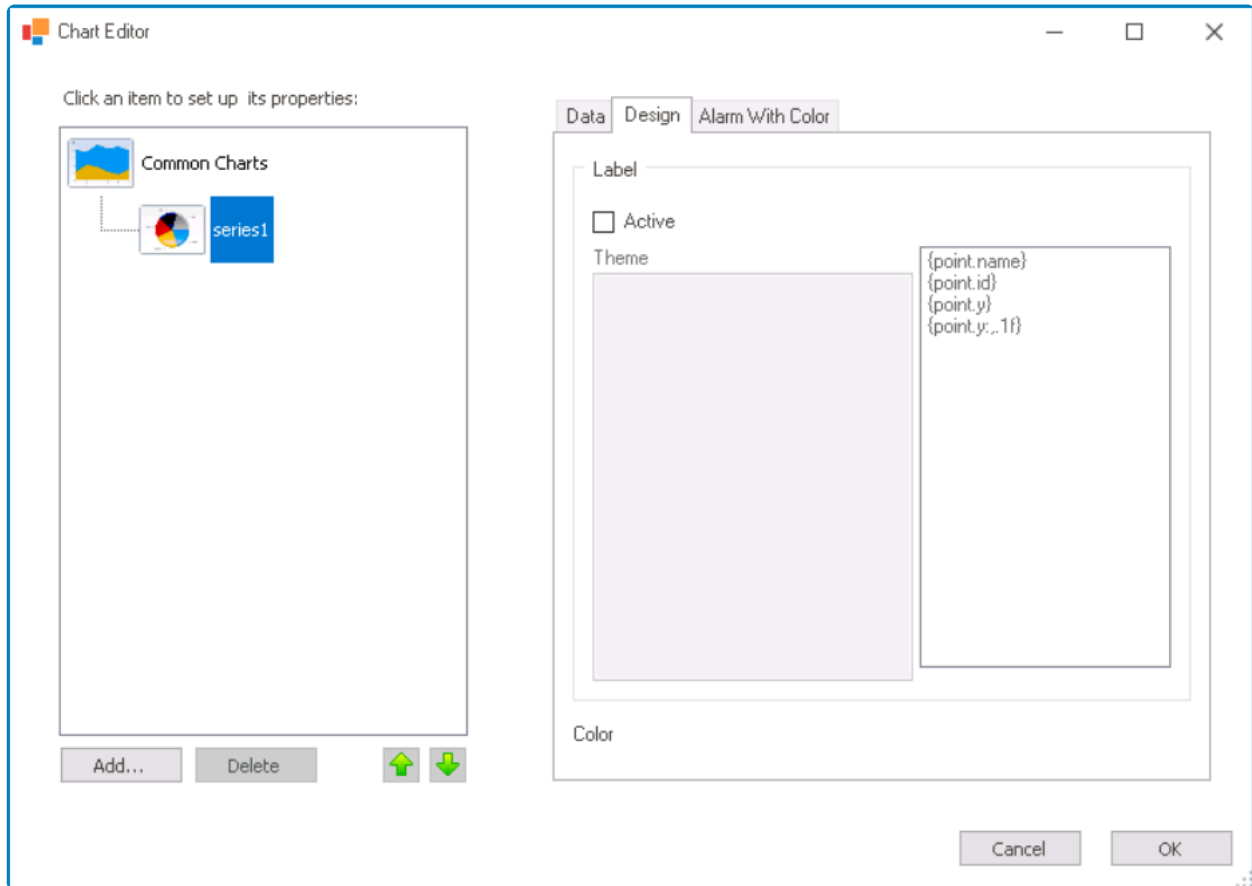 Chart Editor
Click an item to set up its properties:
Common Charts
series1
Add...
Delete
Data
Design
Alarm With Color
Label
Active
Theme
{point.name}
{point.id}
{point.y}
{point.y:,.1f}
Color
Cancel
OK